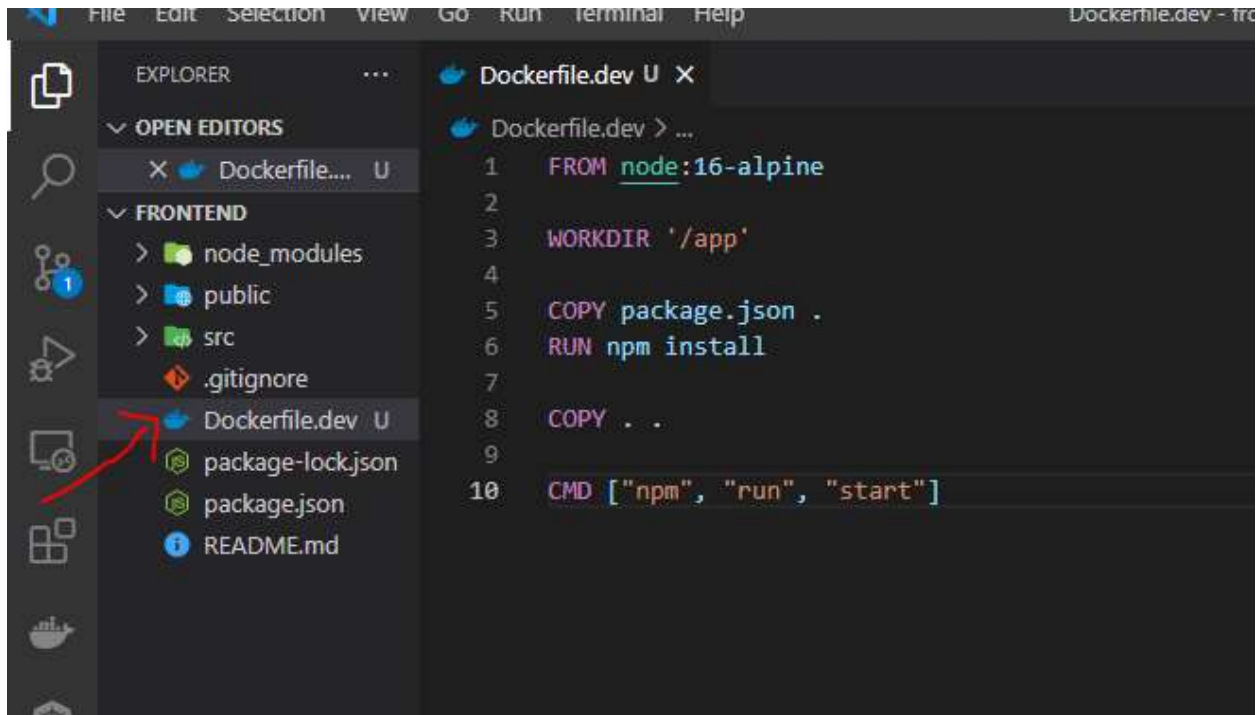 File Edit Selection View Go Run Terminal Help Dockerfile.dev - fro
EXPLORER ...
OPEN EDITORS
Dockerfile.... U
FRONTEND
node_modules
public
src
.gitignore
Dockerfile.dev U
package-lock.json
package.json
README.md
1
Dockerfile.dev U
Dockerfile.dev > ...
1 FROM node:16-alpine
2
3 WORKDIR '/app'
4
5 COPY package.json .
6 RUN npm install
7
8 COPY . .
9
10 CMD ["npm", "run", "start"]